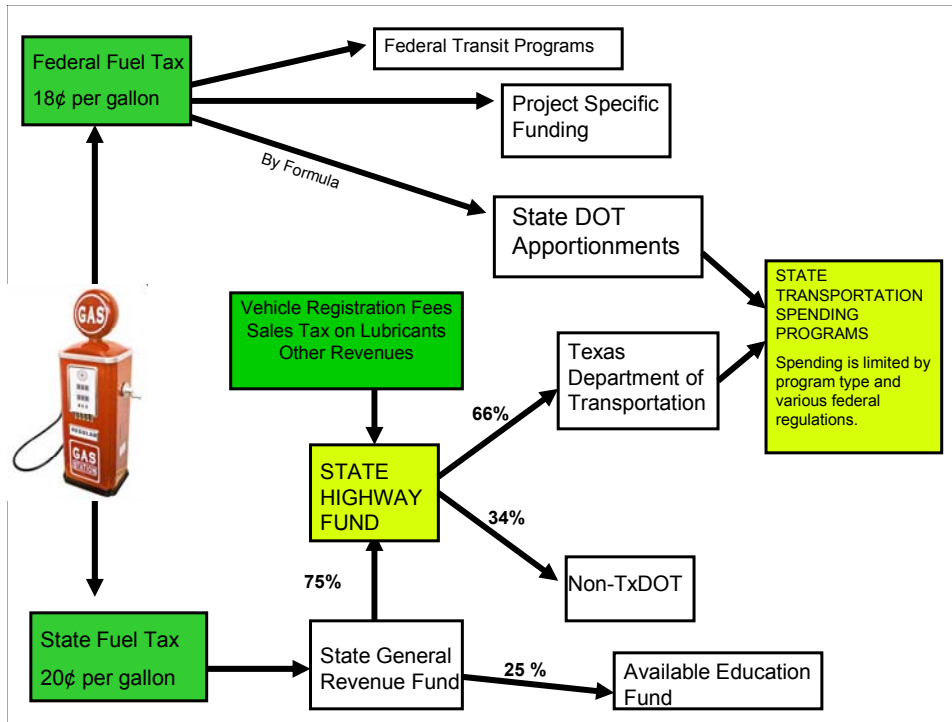 Federal Fuel Tax
18¢ per gallon
Federal Transit Programs
Project Specific
Funding
By Formula
State DOT
Apportionments
STATE
TRANSPORTATION
SPENDING
PROGRAMS
Spending is limited by
program type and
various federal
regulations.
Vehicle Registration Fees
Sales Tax on Lubricants
Other Revenues
Texas
Department of
Transportation
GAS
REGULAR
GAS
STATION
66%
STATE
HIGHWAY
FUND
34%
75%
Non-TxDOT
State Fuel Tax
20¢ per gallon
State General
Revenue Fund
25 %
Available Education
Fund